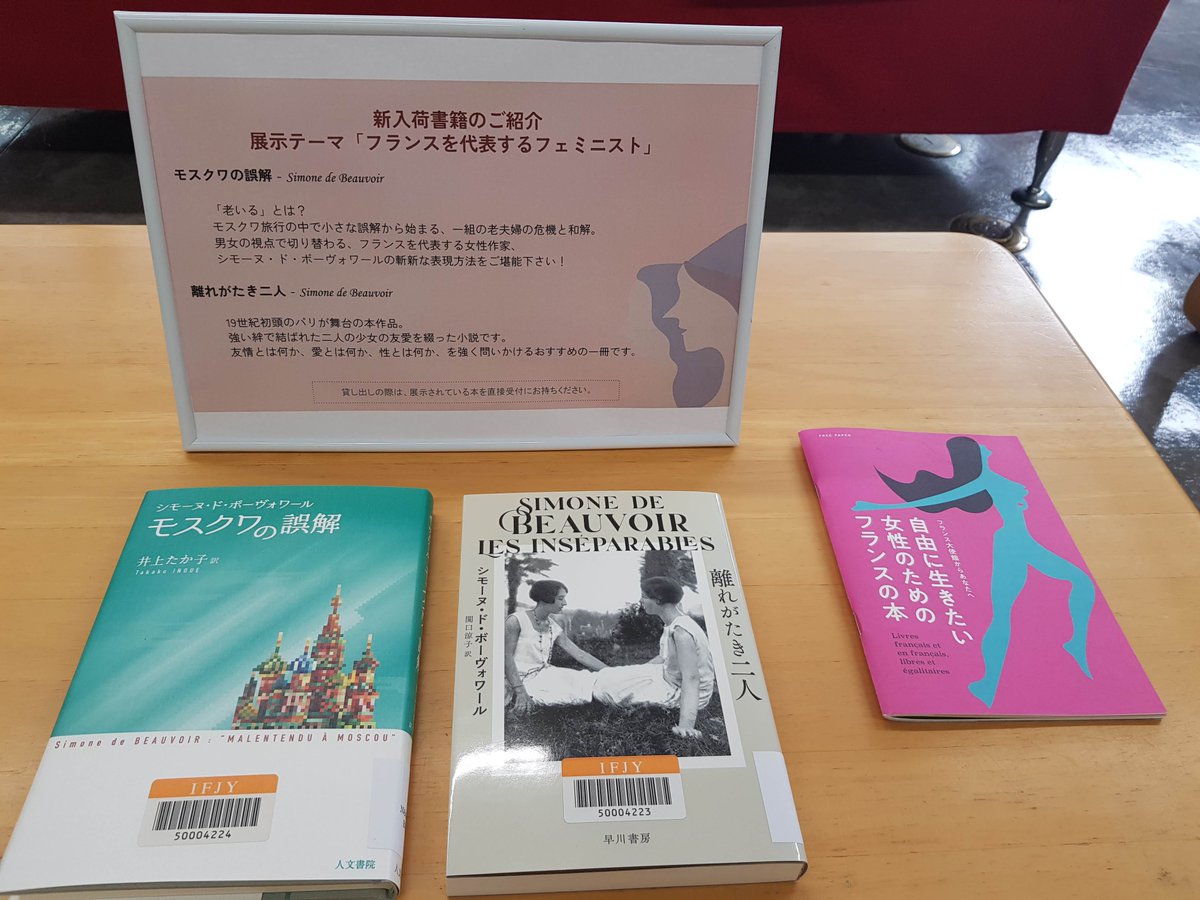 新入荷書籍のご紹介
展示テーマ「フランスを代表するフェミニスト」
モスクワの誤解 - Simone de Beauvoir
「老いる」とは？
モスクワ旅行の中で小さな誤解から始まる、一組の老夫婦の危機と和解。
男女の視点で切り替わる、フランスを代表する女性作家、
シモーヌ・ド・ボーヴォワールの斬新な表現方法をご堪能下さい！
離れがたき二人 - Simone de Beauvoir
19世紀初頭のパリが舞台の本作品。
強い絆で結ばれた二人の少女の友愛を綴った小説です。
友情とは何か、愛とは何か、性とは何か、を強く問いかけるおすすめの一冊です。
貸し出しの際は、展示されている本を直接受付にお持ちください。
シモーヌ・ド・ボーヴォワール
モスクワの誤解
井上たか子 訳
Takako INOUE
Simone de BEAUVOIR : "MALENTENDU À MOSCOU"
IFJY
50004224
人文書院
SIMONE DE
BEAUVOIR
LES INSÉPARABLES
離れがたき二人
シモーヌ・ド・ボーヴォワール
関口涼子 訳
IFJY
50004223
早川書房
FREE PAPER
フランス大使館からあなたへ
自由に生きたい
女性のための
フランスの本
Livres
français et
en français,
libres et
égalitaires